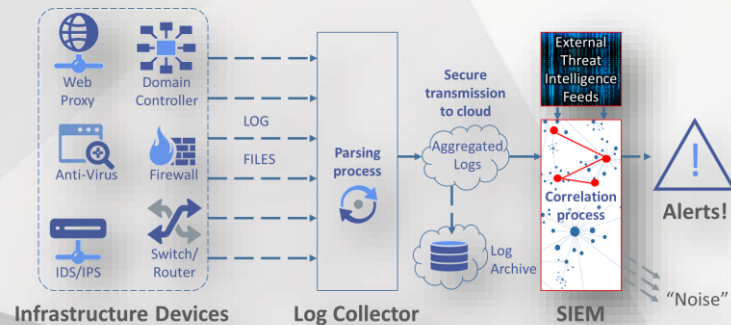 Web
Proxy
Domain
Controller
Anti-Virus
Firewall
IDS/IPS
Switch/
Router
Infrastructure Devices
LOG
FILES
Parsing
process
Log Collector
Secure
transmission
to cloud
Aggregated
Logs
Log
Archive
External
Threat
Intelligence
Feeds
Correlation
process
SIEM
!
Alerts!
“Noise”